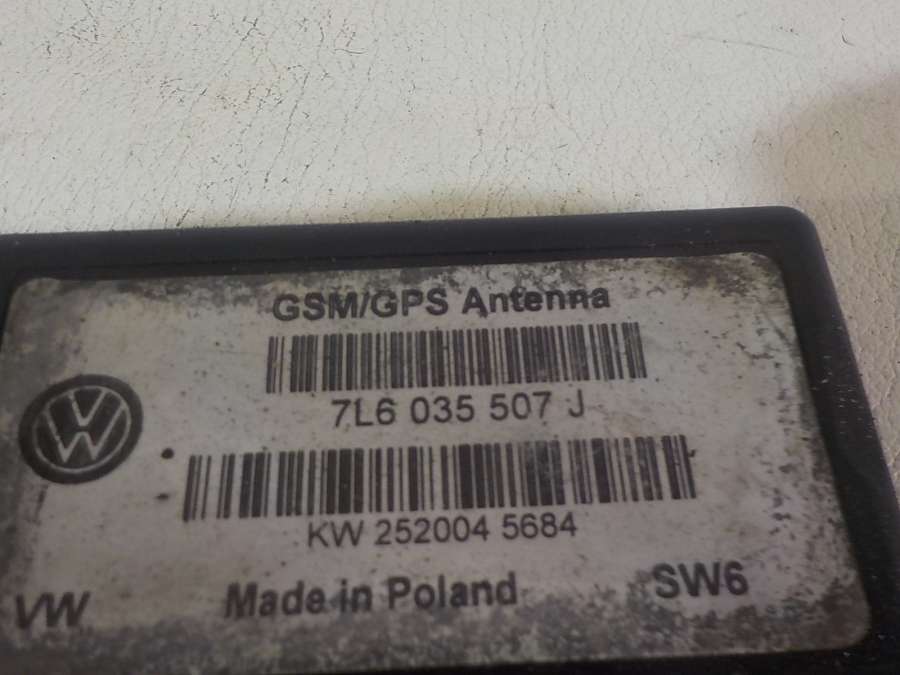 GSM/GPS Antenna
7L6 035 507 J
KW 252004 5684
VW Made in Poland SW6